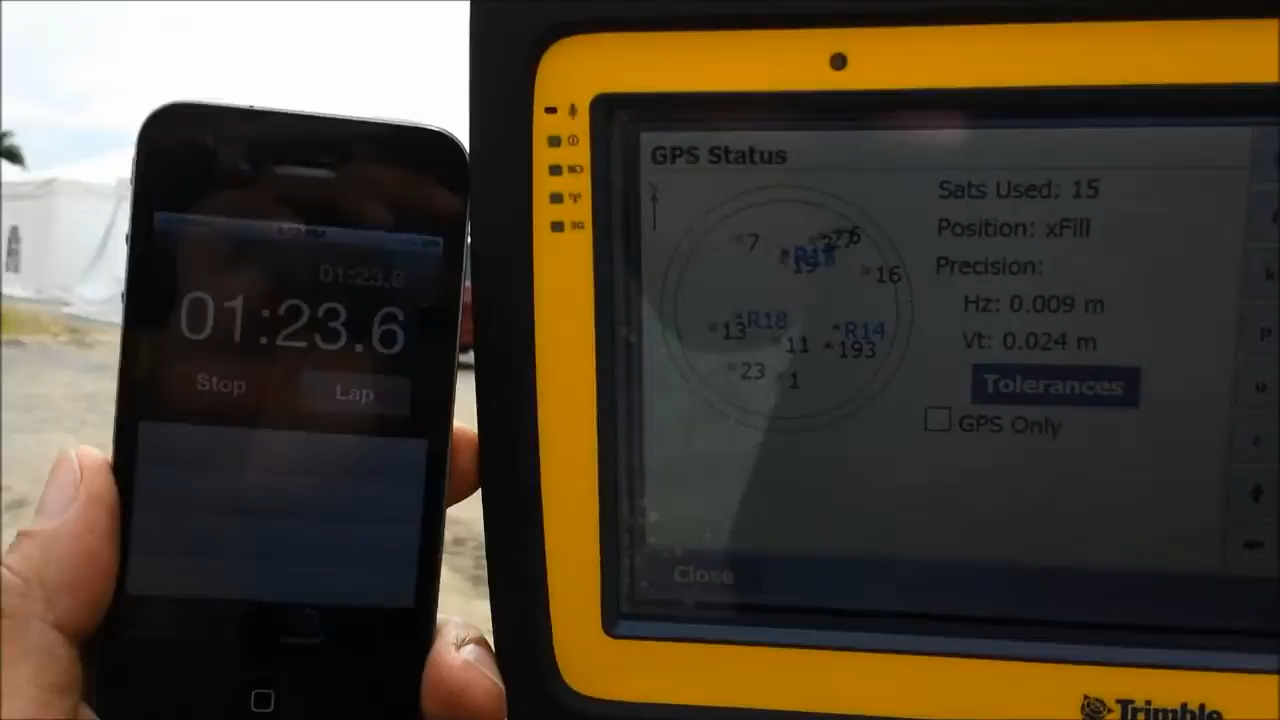 01:23.6
01:23.6
Stop
Lap
3G
GPS Status
7
16
R18
13
R14
11
193
23
1
Sats Used: 15
Position: xFill
Precision:
Hz: 0.009 m
Vt: 0.024 m
Tolerances
GPS Only
Close
Trimble